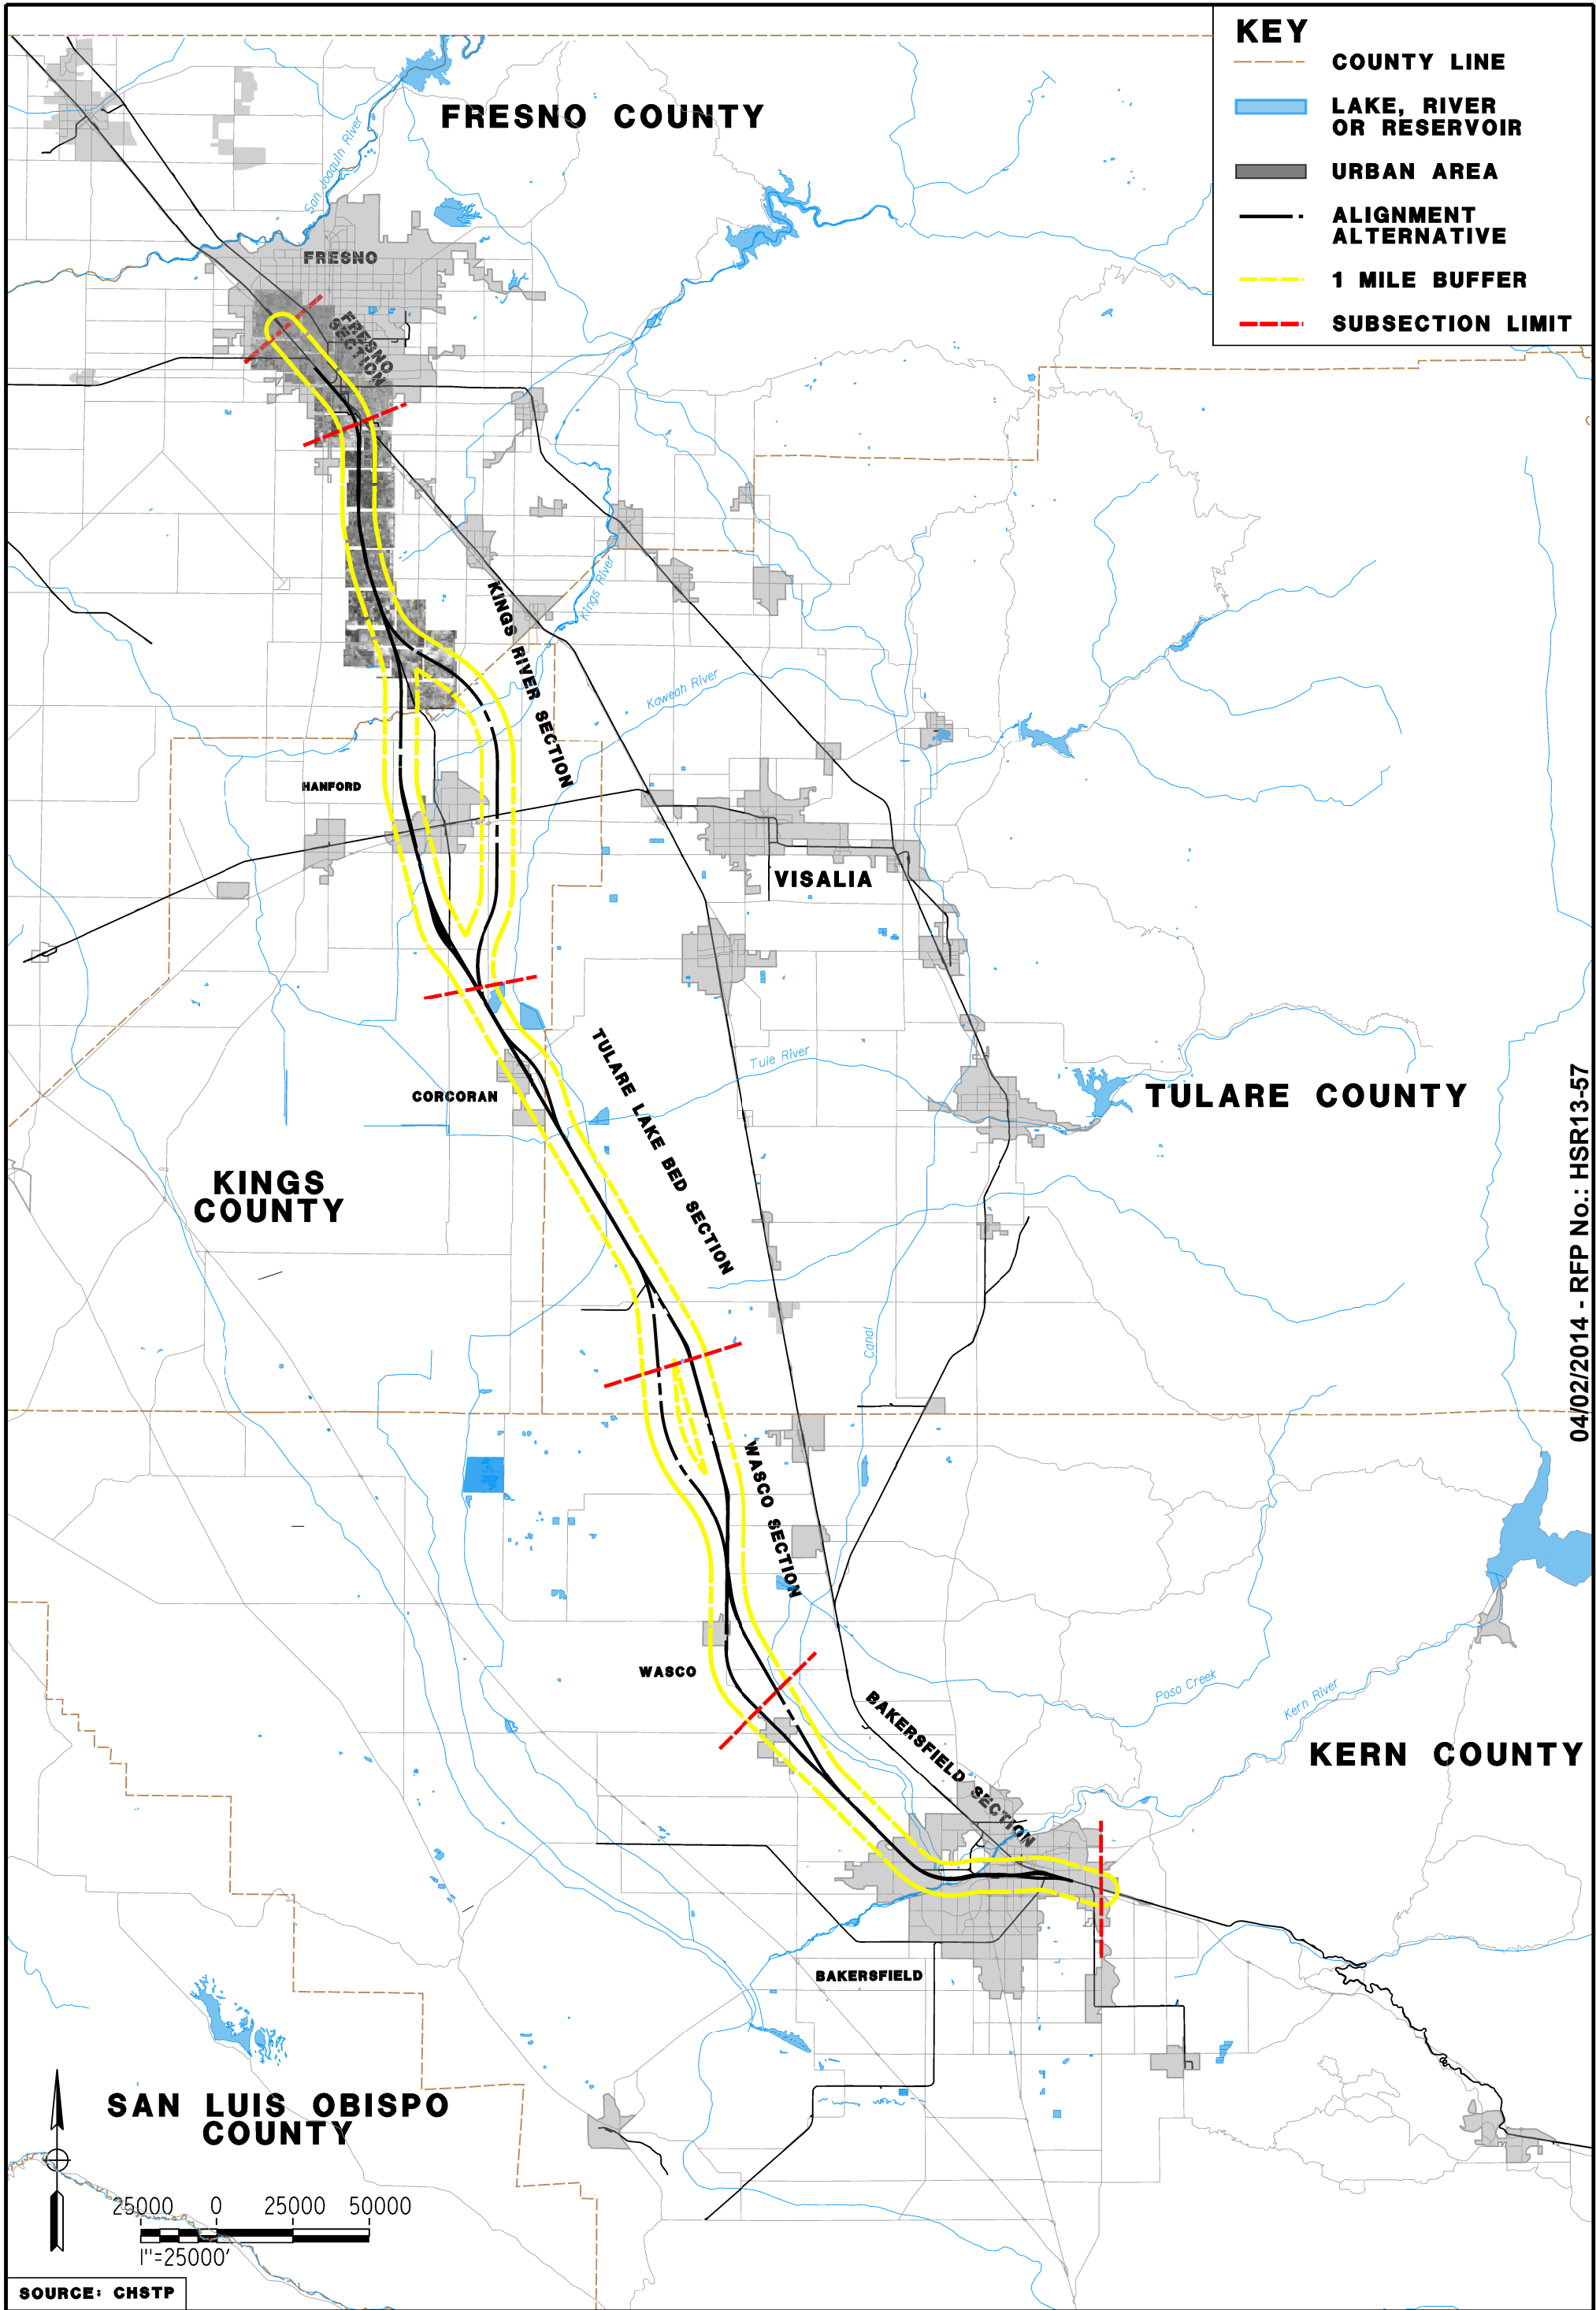 KEY
COUNTY LINE
LAKE, RIVER
OR RESERVOIR
URBAN AREA
ALIGNMENT
ALTERNATIVE
1 MILE BUFFER
SUBSECTION LIMIT
FRESNO COUNTY
San Joaquin River
FRESNO
FRESNO
SECTION
KINGS RIVER SECTION
Kings River
Kaweah River
HANFORD
VISALIA
TULARE LAKE BED SECTION
Tule River
CORCORAN
TULARE COUNTY
KINGS
COUNTY
Canal
WASCO SECTION
WASCO
Poso Creek
Kern River
BAKERSFIELD SECTION
KERN COUNTY
BAKERSFIELD
SAN LUIS OBISPO
COUNTY
25000 0 25000 50000
1"=25000'
SOURCE: CHSTP
04/02/2014 - RFP No.: HSR13-57